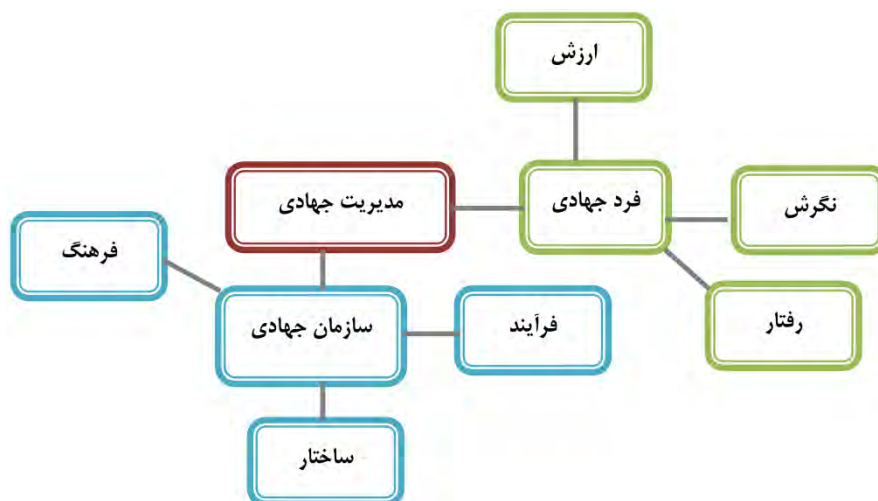 ارزش
مدیریت جهادی
فرد جهادی
نگرش
فرهنگ
رفتار
سازمان جهادی
فرآیند
ساختار